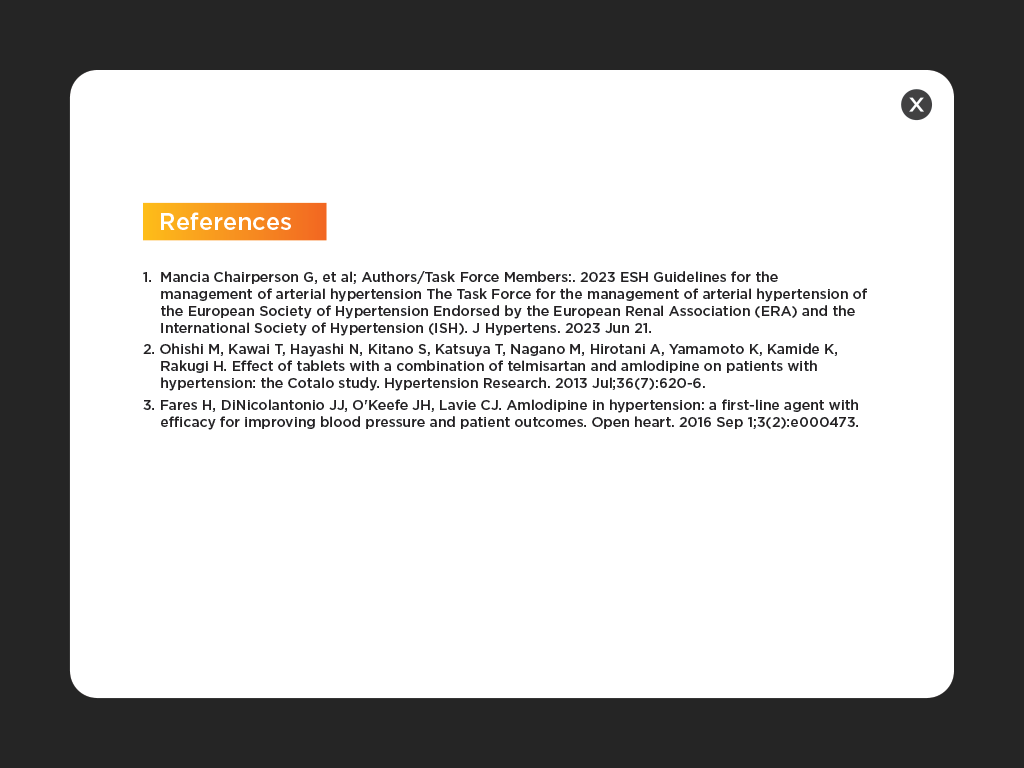 X
References
1. Mancia Chairperson G, et al; Authors/Task Force Members:. 2023 ESH Guidelines for the
management of arterial hypertension The Task Force for the management of arterial hypertension of
the European Society of Hypertension Endorsed by the European Renal Association (ERA) and the
International Society of Hypertension (ISH). J Hypertens. 2023 Jun 21.
2. Ohishi M, Kawai T, Hayashi N, Kitano S, Katsuya T, Nagano M, Hirotani A, Yamamoto K, Kamide K,
Rakugi H. Effect of tablets with a combination of telmisartan and amlodipine on patients with
hypertension: the Cotalo study. Hypertension Research. 2013 Jul;36(7):620-6.
3. Fares H, DiNicolantonio JJ, O'Keefe JH, Lavie CJ. Amlodipine in hypertension: a first-line agent with
efficacy for improving blood pressure and patient outcomes. Open heart. 2016 Sep 1;3(2):e000473.